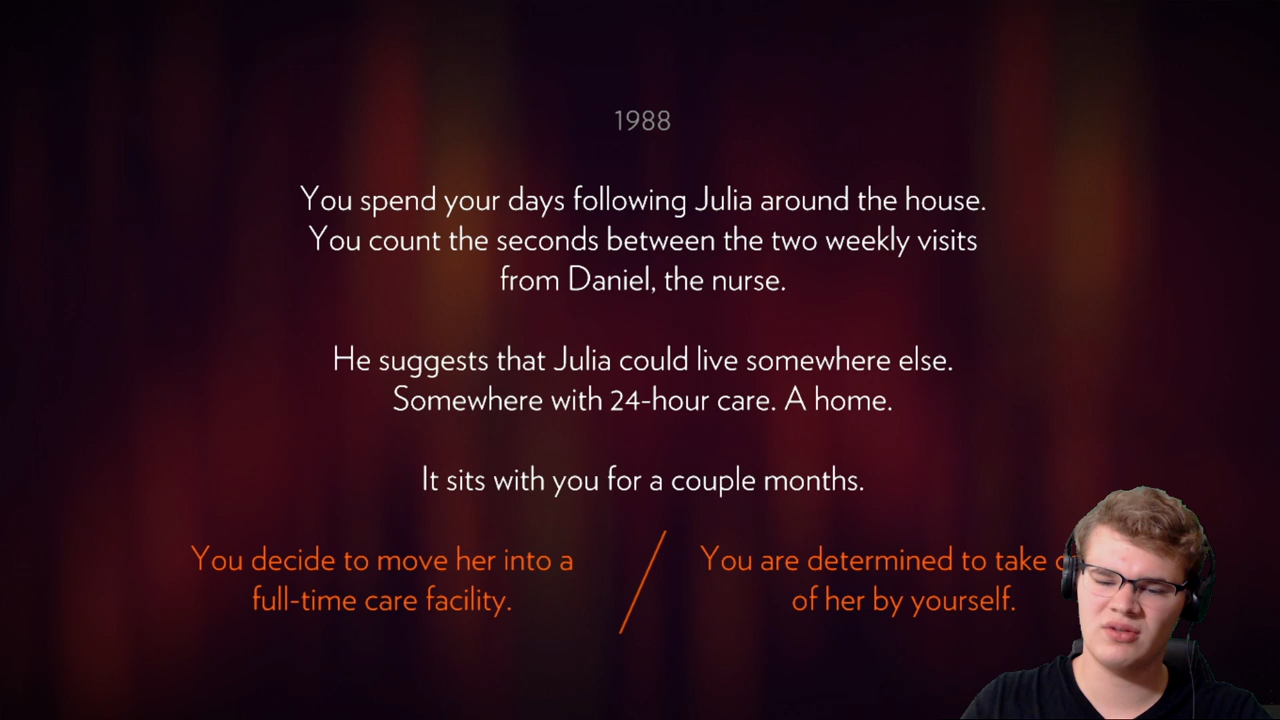 1988
You spend your days following Julia around the house.
You count the seconds between the two weekly visits
from Daniel, the nurse.
He suggests that Julia could live somewhere else.
Somewhere with 24-hour care. A home.
It sits with you for a couple months.
You decide to move her into a
full-time care facility.
You are determined to take
of her by yourself.